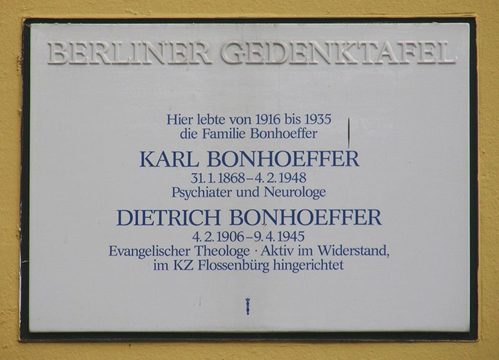 BERLINER GEDENKTAFEL
Hier lebte von 1916 bis 1935
die Familie Bonhoeffer
KARL BONHOEFFER
31. 1. 1868 – 4. 2. 1948
Psychiater und Neurologe
DIETRICH BONHOEFFER
4. 2. 1906 – 9. 4. 1945
Evangelischer Theologe · Aktiv im Widerstand,
im KZ Flossenbürg hingerichtet